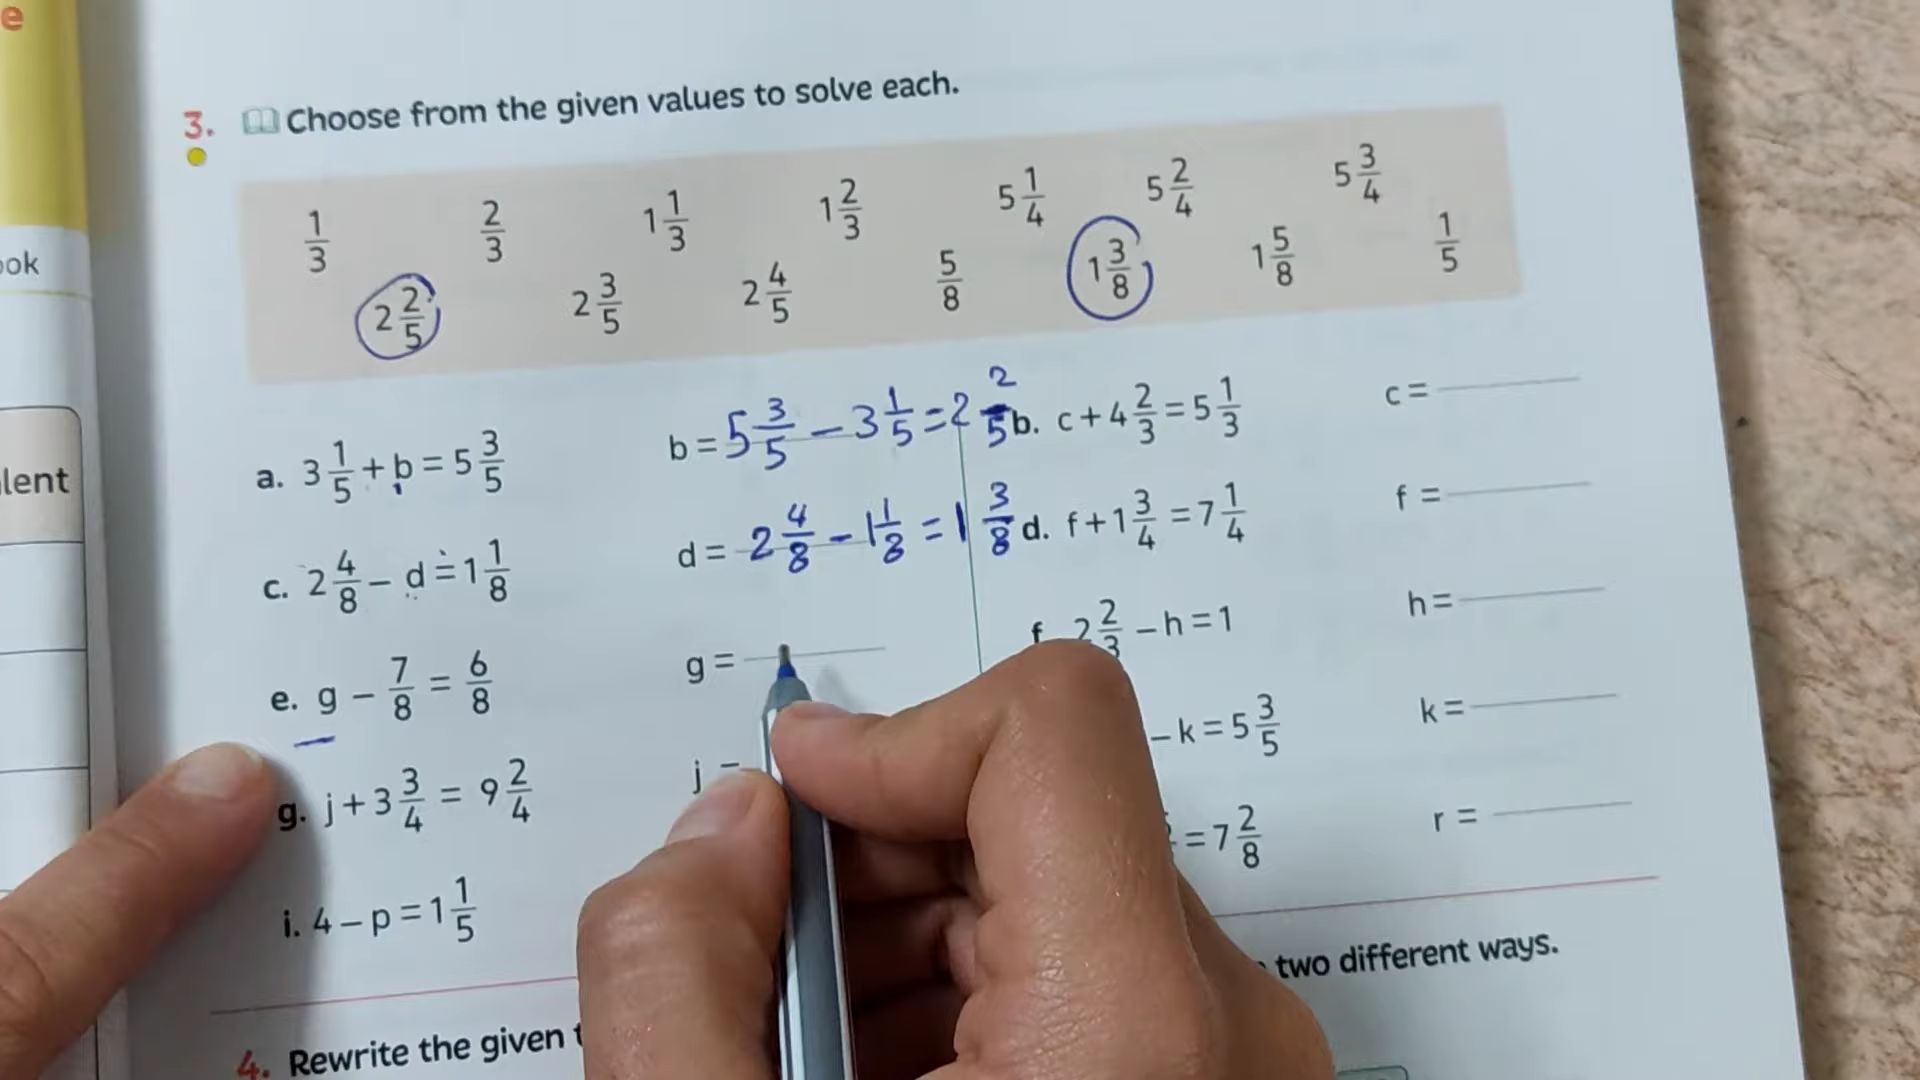 e
ok
lent
3. Choose from the given values to solve each.
1/3 2/3 1 1/3 1 2/3 5 1/4 5 2/4 5 3/4
2 2/5 2 3/5 2 4/5 5/8 1 3/8 1 5/8 1/5
a. 3 1/5 + b = 5 3/5 b = 5 3/5 − 3 1/5 = 2 2/5
b. c + 4 2/3 = 5 1/3 c =
c. 2 4/8 − d = 1 1/8 d = 2 4/8 − 1 1/8 = 1 3/8
d. f + 1 3/4 = 7 1/4 f =
e. g − 7/8 = 6/8 g =
f. 2 2/3 − h = 1 h =
g. j + 3 3/4 = 9 2/4 j =
− k = 5 3/5 k =
i. 4 − p = 1 1/5
= 7 2/8 r =
4. Rewrite the given
two different ways.